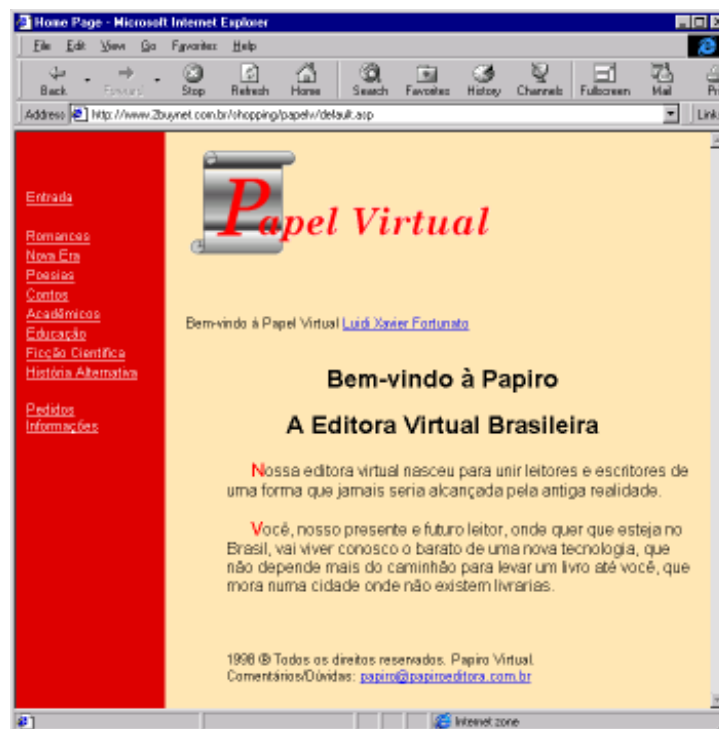 Home Page - Microsoft Internet Explorer
File Edit View Go Favorites Help
Back Forward Stop Refresh Home Search Favorites History Channels Fullscreen Mail Pr
Address http://www.2buynet.com.br/shopping/papelv/default.asp Link
Papel Virtual
Entrada
Romances
Nova Era
Poesias
Contos
Acadêmicos
Educação
Ficção Científica
História Alternativa
Pedidos
Informações
Bem-vindo á Papel Virtual Luidi Xavier Fortunato
Bem-vindo à Papiro
A Editora Virtual Brasileira
Nossa editora virtual nasceu para unir leitores e escritores de
uma forma que jamais seria alcançada pela antiga realidade.
Você, nosso presente e futuro leitor, onde quer que esteja no
Brasil, vai viver conosco o barato de uma nova tecnologia, que
não depende mais do caminhão para levar um livro até você, que
mora numa cidade onde não existem livrarias.
1998 ® Todos os direitos reservados. Papiro Virtual.
Comentários/Dúvidas: papiro@papiroeditora.com.br
Internet zone